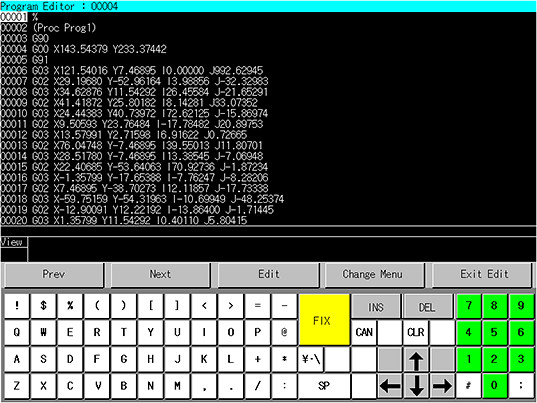 Program Editor : 00004
00001 %
00002 (Proc Prog1)
00003 G90
00004 G00 X143.54379 Y233.37442
00005 G91
00006 G03 X121.54016 Y7.46895 I0.00000 J992.62945
00007 G02 X29.19680 Y-52.96164 I3.98856 J-32.32983
00008 G03 X34.62876 Y11.54292 I26.45584 J-21.65291
00009 G02 X41.41872 Y25.80182 I8.14281 J33.07352
00010 G03 X24.44383 Y40.73972 I72.62125 J-15.86974
00011 G02 X9.50593 Y23.76484 I-17.78482 J20.89753
00012 G03 X13.57991 Y2.71598 I6.91622 J0.72665
00013 G02 X76.04748 Y-7.46895 I39.55013 J11.80701
00014 G03 X28.51780 Y-7.46895 I13.38545 J-7.06948
00015 G02 X22.40685 Y-53.64063 I70.92736 J-1.87234
00016 G03 X-1.35799 Y-17.65388 I-7.76247 J-8.28206
00017 G02 X7.46895 Y-38.70273 I12.11857 J-17.73338
00018 G03 X-59.75159 Y-54.31963 I-10.69949 J-48.25374
00019 G02 X-12.90091 Y12.22192 I-13.86400 J-1.71445
00020 G03 X1.35799 Y11.54292 I0.40110 J5.80415
View
Prev Next Edit Change Menu Exit Edit
! $ % ( ) [ ] < > = - FIX INS DEL 7 8 9
Q W E R T Y U I O P @ CAN CLR 4 5 6
A S D F G H J K L + * ¥·\ ↑ 1 2 3
Z X C V B N M , . / : SP ← ↓ → # 0 ;